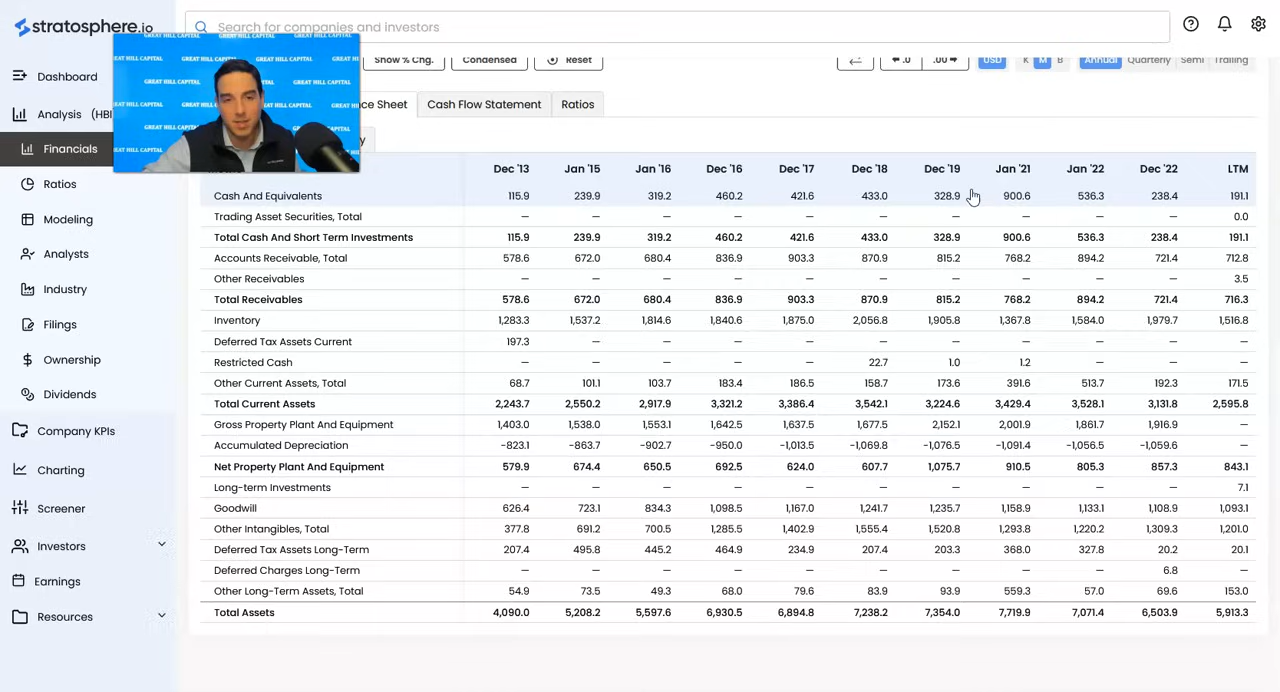 stratosphere.io
Search for companies and investors
Show % Chg. Condensed Reset .0 .00 USD K M B Annual Quarterly Semi Trailing
GREAT HILL CAPITAL GREAT HILL CAPITAL
GREAT HILL CAPITAL GREAT HILL CAPITAL
GREAT HILL CAPITAL
Dashboard
Analysis (HBI
Financials
Ratios
Modeling
Analysts
Industry
Filings
Ownership
Dividends
Company KPIs
Charting
Screener
Investors
Earnings
Resources
ce Sheet Cash Flow Statement Ratios
Dec '13 Jan '15 Jan '16 Dec '16 Dec '17 Dec '18 Dec '19 Jan '21 Jan '22 Dec '22 LTM
Cash And Equivalents 115.9 239.9 319.2 460.2 421.6 433.0 328.9 900.6 536.3 238.4 191.1
Trading Asset Securities, Total — — — — — — — — — — 0.0
Total Cash And Short Term Investments 115.9 239.9 319.2 460.2 421.6 433.0 328.9 900.6 536.3 238.4 191.1
Accounts Receivable, Total 578.6 672.0 680.4 836.9 903.3 870.9 815.2 768.2 894.2 721.4 712.8
Other Receivables — — — — — — — — — — 3.5
Total Receivables 578.6 672.0 680.4 836.9 903.3 870.9 815.2 768.2 894.2 721.4 716.3
Inventory 1,283.3 1,537.2 1,814.6 1,840.6 1,875.0 2,056.8 1,905.8 1,367.8 1,584.0 1,979.7 1,516.8
Deferred Tax Assets Current 197.3 — — — — — — — — — —
Restricted Cash — — — — — 22.7 1.0 1.2 — — —
Other Current Assets, Total 68.7 101.1 103.7 183.4 186.5 158.7 173.6 391.6 513.7 192.3 171.5
Total Current Assets 2,243.7 2,550.2 2,917.9 3,321.2 3,386.4 3,542.1 3,224.6 3,429.4 3,528.1 3,131.8 2,595.8
Gross Property Plant And Equipment 1,403.0 1,538.0 1,553.1 1,642.5 1,637.5 1,677.5 2,152.1 2,001.9 1,861.7 1,916.9 —
Accumulated Depreciation -823.1 -863.7 -902.7 -950.0 -1,013.5 -1,069.8 -1,076.5 -1,091.4 -1,056.5 -1,059.6 —
Net Property Plant And Equipment 579.9 674.4 650.5 692.5 624.0 607.7 1,075.7 910.5 805.3 857.3 843.1
Long-term Investments — — — — — — — — — — 7.1
Goodwill 626.4 723.1 834.3 1,098.5 1,167.0 1,241.7 1,235.7 1,158.9 1,133.1 1,108.9 1,093.1
Other Intangibles, Total 377.8 691.2 700.5 1,285.5 1,402.9 1,555.4 1,520.8 1,293.8 1,220.2 1,309.3 1,201.0
Deferred Tax Assets Long-Term 207.4 495.8 445.2 464.9 234.9 207.4 203.3 368.0 327.8 20.2 20.1
Deferred Charges Long-Term — — — — — — — — — 6.8 —
Other Long-Term Assets, Total 54.9 73.5 49.3 68.0 79.6 83.9 93.9 559.3 57.0 69.6 153.0
Total Assets 4,090.0 5,208.2 5,597.6 6,930.5 6,894.8 7,238.2 7,354.0 7,719.9 7,071.4 6,503.9 5,913.3